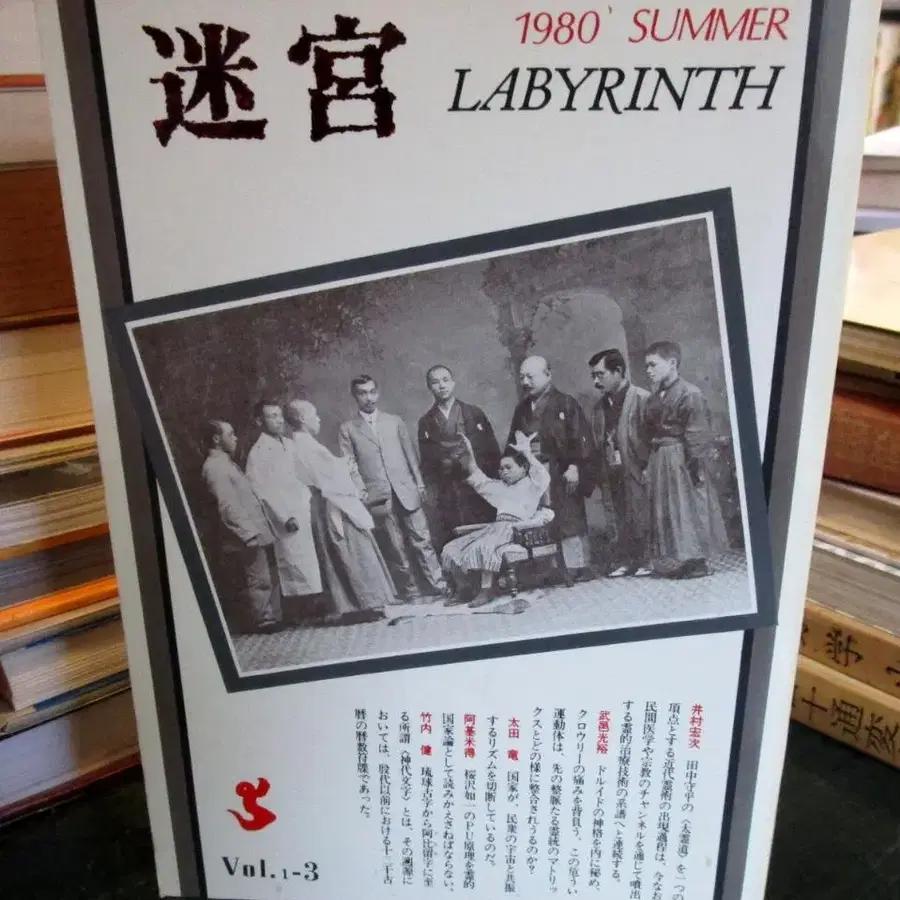 迷宮
1980 SUMMER
LABYRINTH
井村宏次 田中守平の〈太霊道〉を一つの
頂点とする近代霊術の出現過程は、今なお
民間医学や宗教のチャンネルを通じて噴出
する霊的治療技術の系譜へと連続する。
武邑光裕 ドルイドの神格を内に秘め、
クロウリーの痛みを背負う、この危うい
運動体は、先の整脈たる霊統のマトリッ
クスとどの様に整合されうるのか?
太田 竜 国家が、民衆の宇宙と共振
するリズムを切断しているのだ。
阿基米得 桜沢如一のPU原理を霊的
国家論として読みかえさねばならない。
竹内 健 琉球古字から阿比留字に至
る所謂〈神代文字〉とは、その淵源に
おいては、殷代以前における十二干古
暦の暦数符牒であった。
Vol.1-3
学
十通変